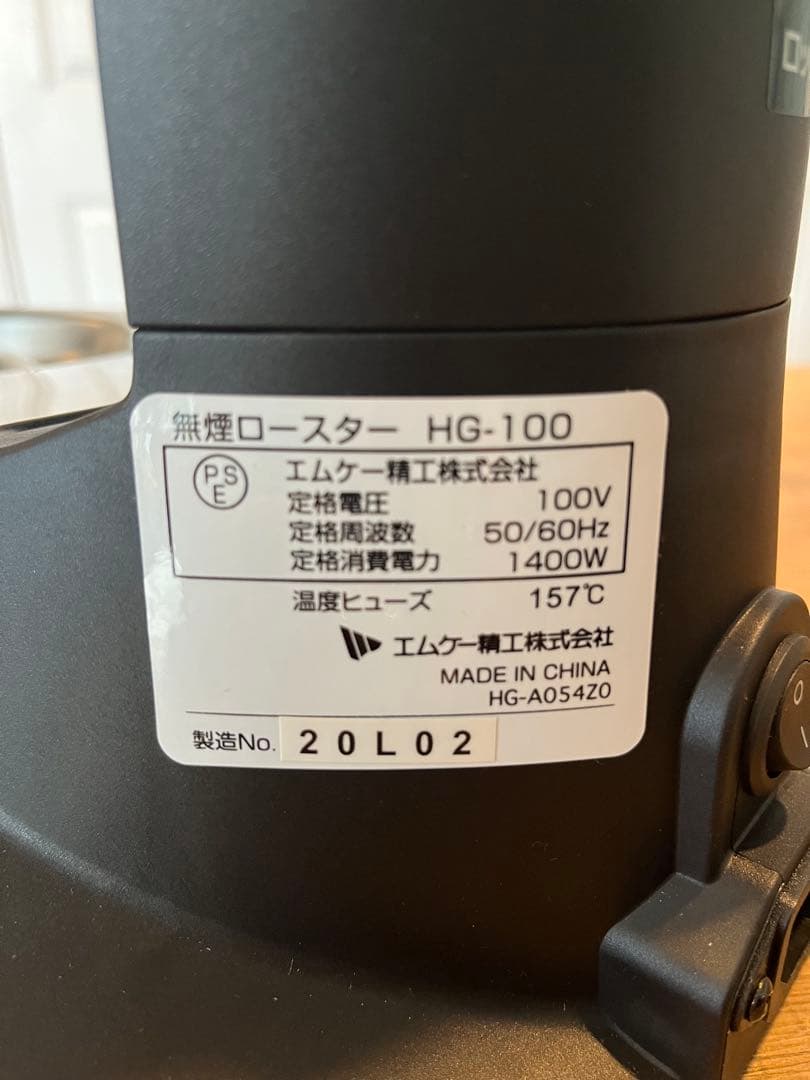 無煙ロースター HG-100
PSE
エムケー精工株式会社
定格電圧 100V
定格周波数 50/60Hz
定格消費電力 1400W
温度ヒューズ 157℃
エムケー精工株式会社
MADE IN CHINA
HG-A054Z0
製造No. 20L02